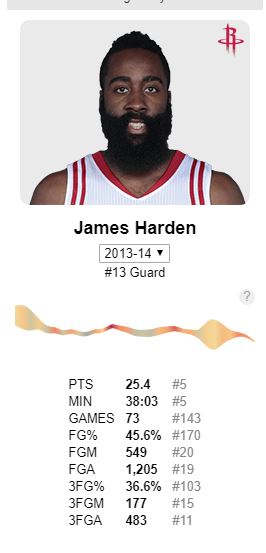 James Harden
2013-14 ▼
#13 Guard
?
PTS 25.4 #5
MIN 38:03 #5
GAMES 73 #143
FG% 45.6% #170
FGM 549 #20
FGA 1,205 #19
3FG% 36.6% #103
3FGM 177 #15
3FGA 483 #11